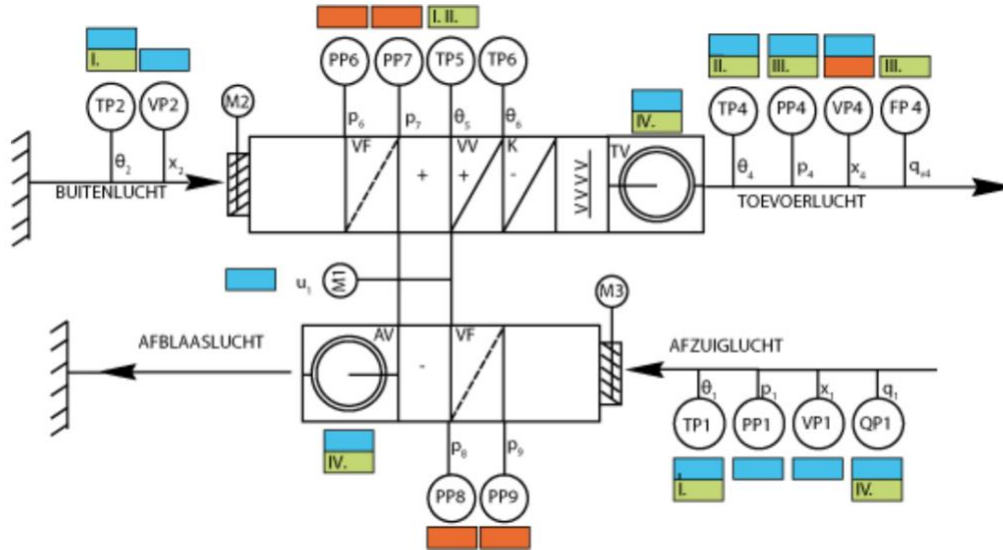 I. II.
PP6 PP7 TP5 TP6
I.
TP2 VP2
M2
II. III. III.
TP4 PP4 VP4 FP 4
IV.
p₆ p₇ θ₅ θ₆
VF VV K TV
+ + -
VVVV
θ₂ x₂
BUITENLUCHT
θ₄ p₄ x₄
TOEVOERLUCHT
u₁ M1
M3
AFBLAASLUCHT
AV VF
-
AFZUIGLUCHT
θ₁ p₁ x₁ q₁
TP1 PP1 VP1 QP1
IV.
I. IV.
p₈ p₉
PP8 PP9